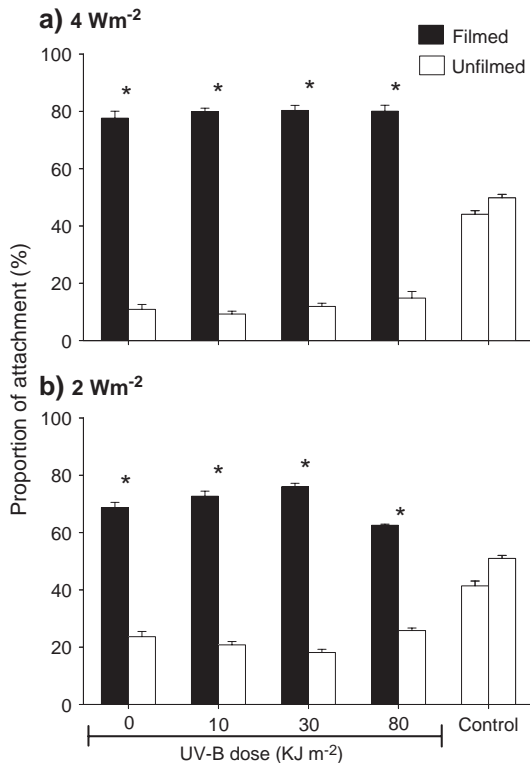 a) 4 Wm-2
Filmed
Unfilmed
100
80
60
40
20
0
* * * *
b) 2 Wm-2
100
80
60
40
20
0
* * * *
0 10 30 80 Control
UV-B dose (KJ m-2)
Proportion of attachment (%)